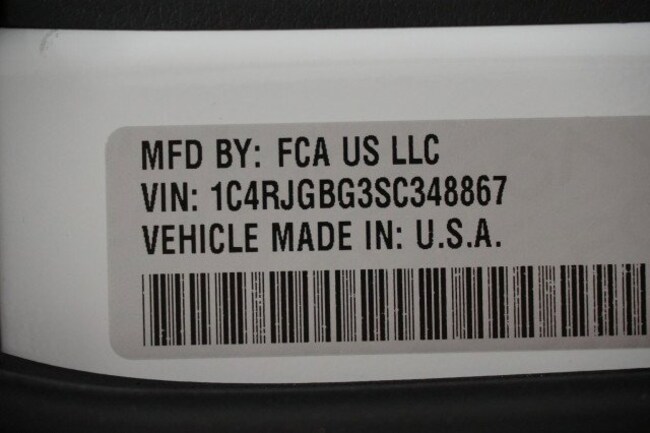 MFD BY: FCA US LLC
VIN: 1C4RJGBG3SC348867
VEHICLE MADE IN: U.S.A.